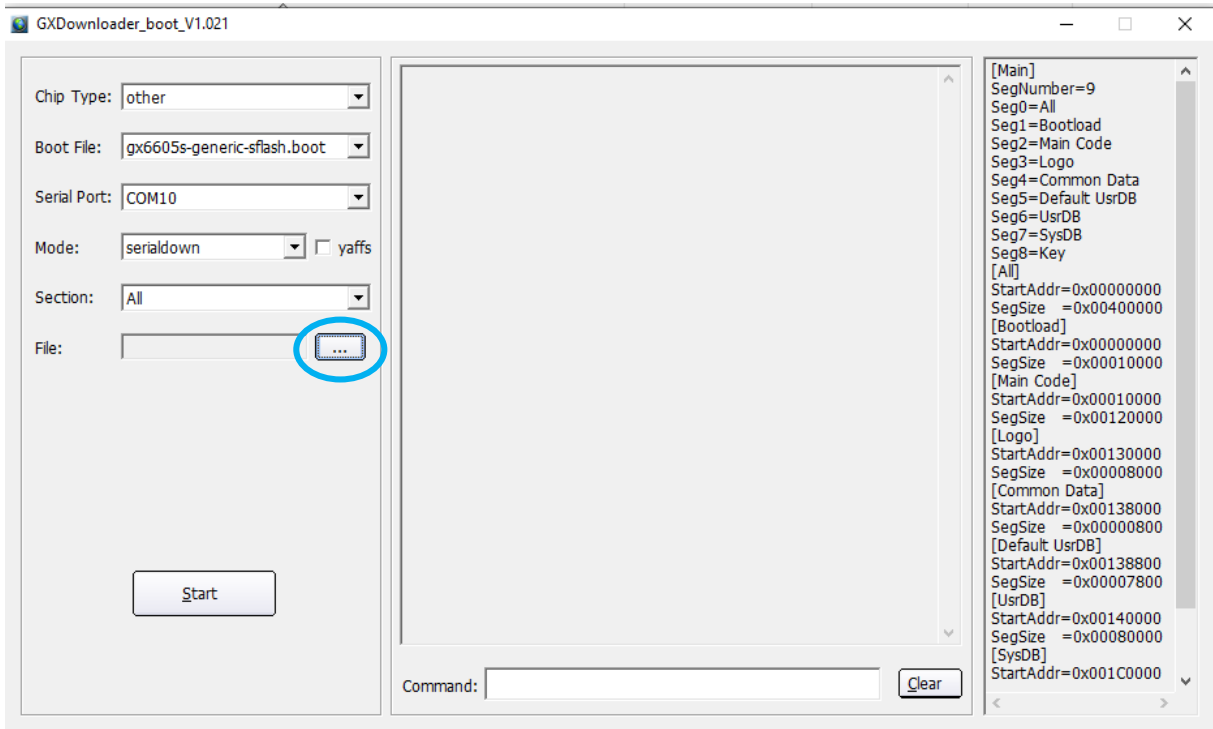 GXDownloader_boot_V1.021
Chip Type: other
Boot File: gx6605s-generic-sflash.boot
Serial Port: COM10
Mode: serialdown yaffs
Section: All
File: ...
Start
Command: Clear
[Main]
SegNumber=9
Seg0=All
Seg1=Bootload
Seg2=Main Code
Seg3=Logo
Seg4=Common Data
Seg5=Default UsrDB
Seg6=UsrDB
Seg7=SysDB
Seg8=Key
[All]
StartAddr=0x00000000
SegSize =0x00400000
[Bootload]
StartAddr=0x00000000
SegSize =0x00010000
[Main Code]
StartAddr=0x00010000
SegSize =0x00120000
[Logo]
StartAddr=0x00130000
SegSize =0x00008000
[Common Data]
StartAddr=0x00138000
SegSize =0x00000800
[Default UsrDB]
StartAddr=0x00138800
SegSize =0x00007800
[UsrDB]
StartAddr=0x00140000
SegSize =0x00080000
[SysDB]
StartAddr=0x001C0000